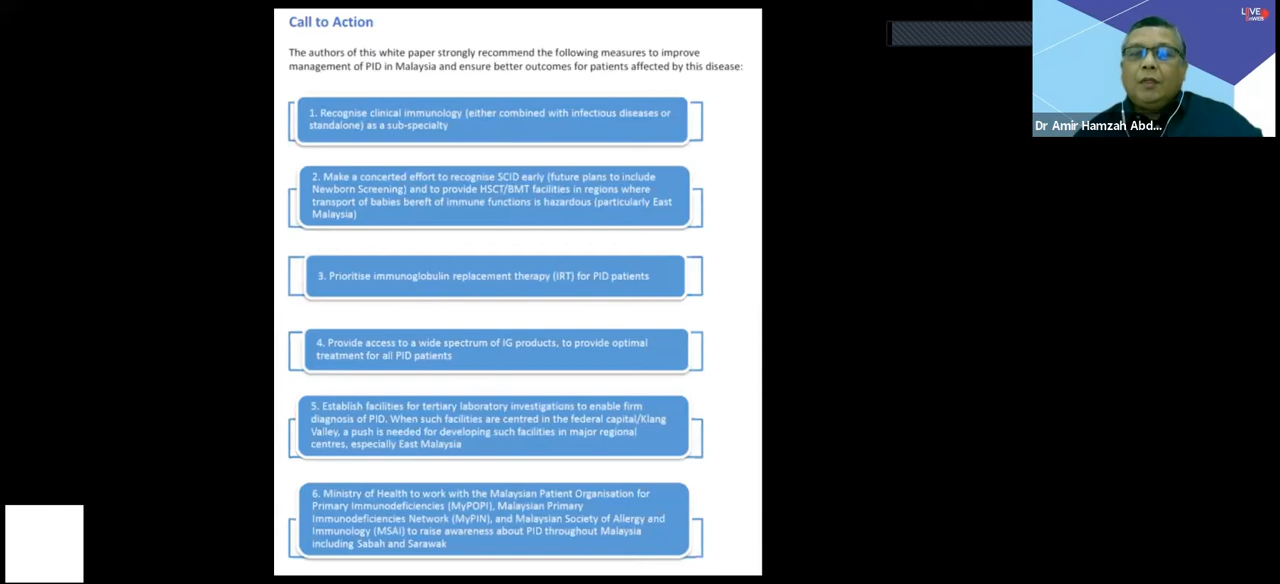 Call to Action
The authors of this white paper strongly recommend the following measures to improve
management of PID in Malaysia and ensure better outcomes for patients affected by this disease:
1. Recognise clinical immunology (either combined with infectious diseases or
standalone) as a sub-specialty
2. Make a concerted effort to recognise SCID early (future plans to include
Newborn Screening) and to provide HSCT/BMT facilities in regions where
transport of babies bereft of immune functions is hazardous (particularly East
Malaysia)
3. Prioritise immunoglobulin replacement therapy (IRT) for PID patients
4. Provide access to a wide spectrum of IG products, to provide optimal
treatment for all PID patients
5. Establish facilities for tertiary laboratory investigations to enable firm
diagnosis of PID. When such facilities are centred in the federal capital/Klang
Valley, a push is needed for developing such facilities in major regional
centres, especially East Malaysia
6. Ministry of Health to work with the Malaysian Patient Organisation for
Primary Immunodeficiencies (MyPOPI), Malaysian Primary
Immunodeficiencies Network (MyPIN), and Malaysian Society of Allergy and
Immunology (MSAI) to raise awareness about PID throughout Malaysia
including Sabah and Sarawak
LIVE
Dr Amir Hamzah Abd...